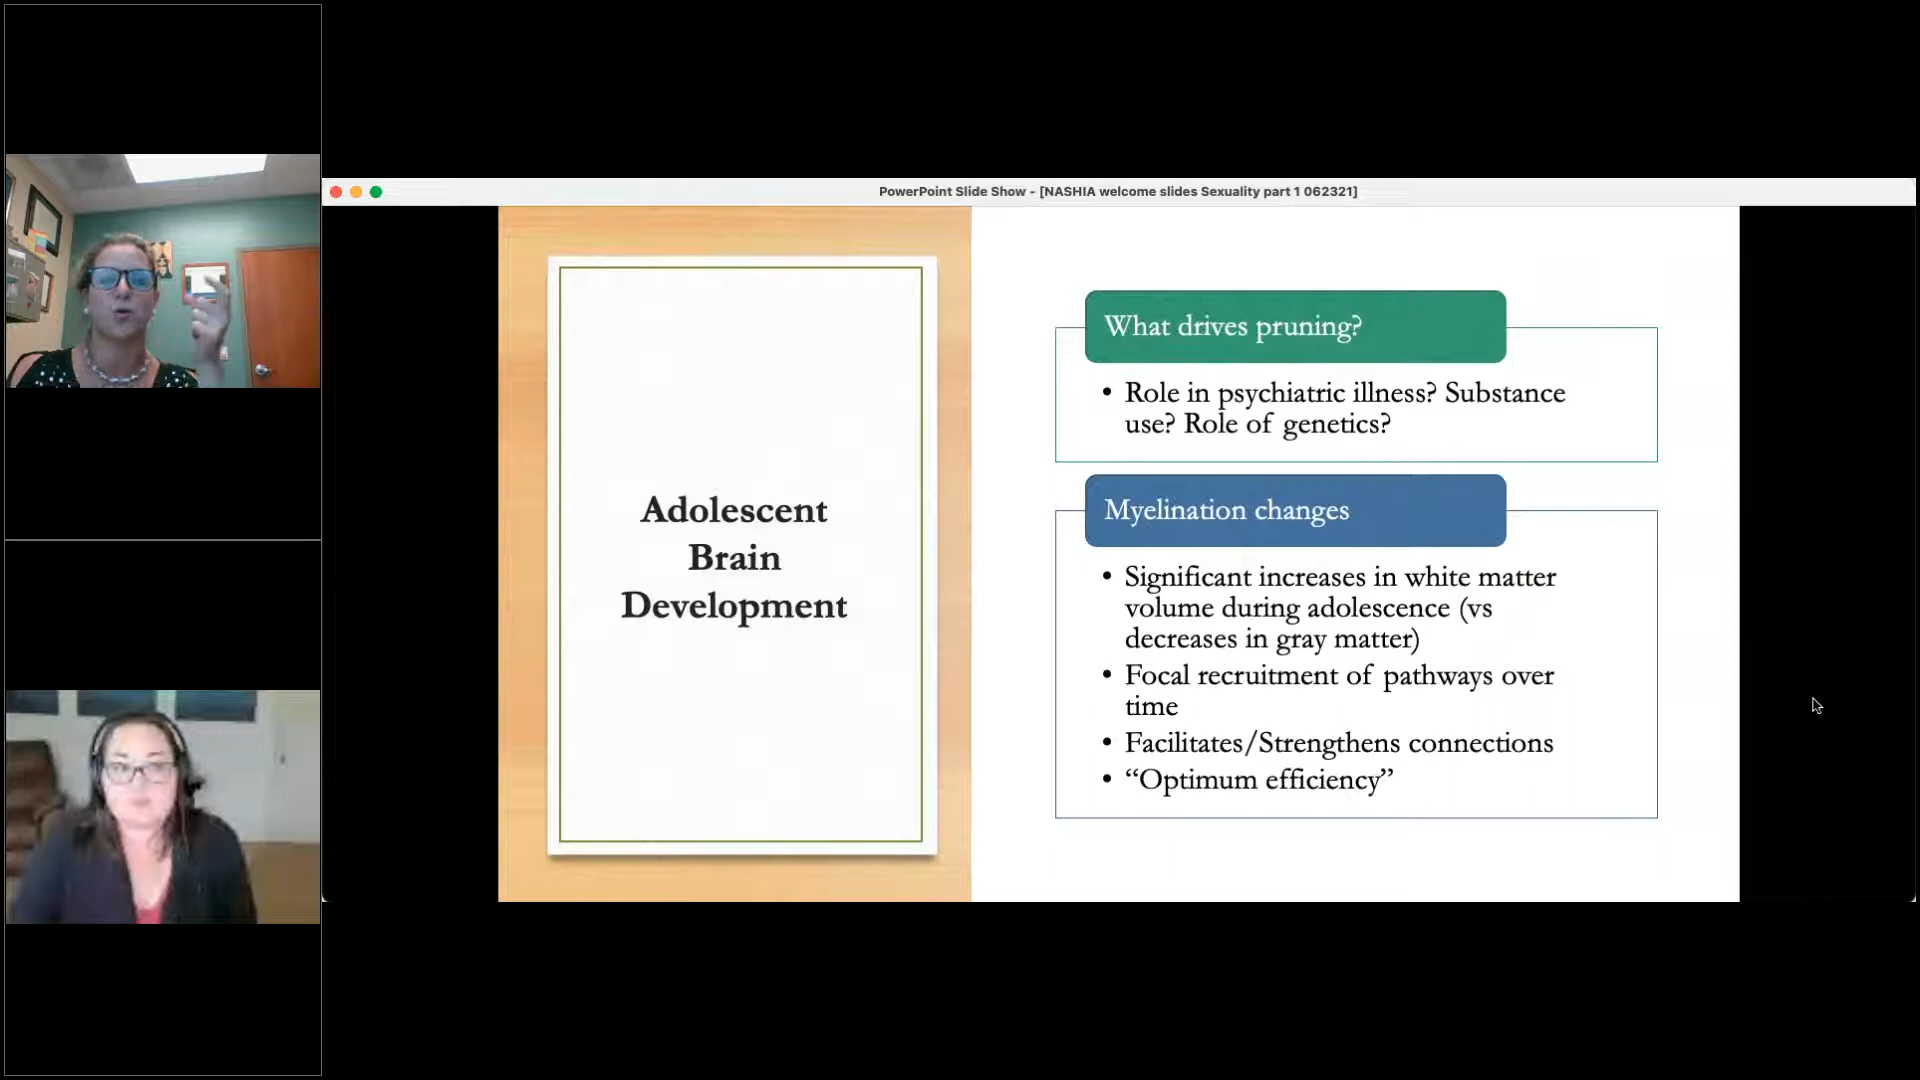 PowerPoint Slide Show - [NASHIA welcome slides Sexuality part 1 062321]
Adolescent
Brain
Development
What drives pruning?
• Role in psychiatric illness? Substance
use? Role of genetics?
Myelination changes
• Significant increases in white matter
volume during adolescence (vs
decreases in gray matter)
• Focal recruitment of pathways over
time
• Facilitates/Strengthens connections
• “Optimum efficiency”